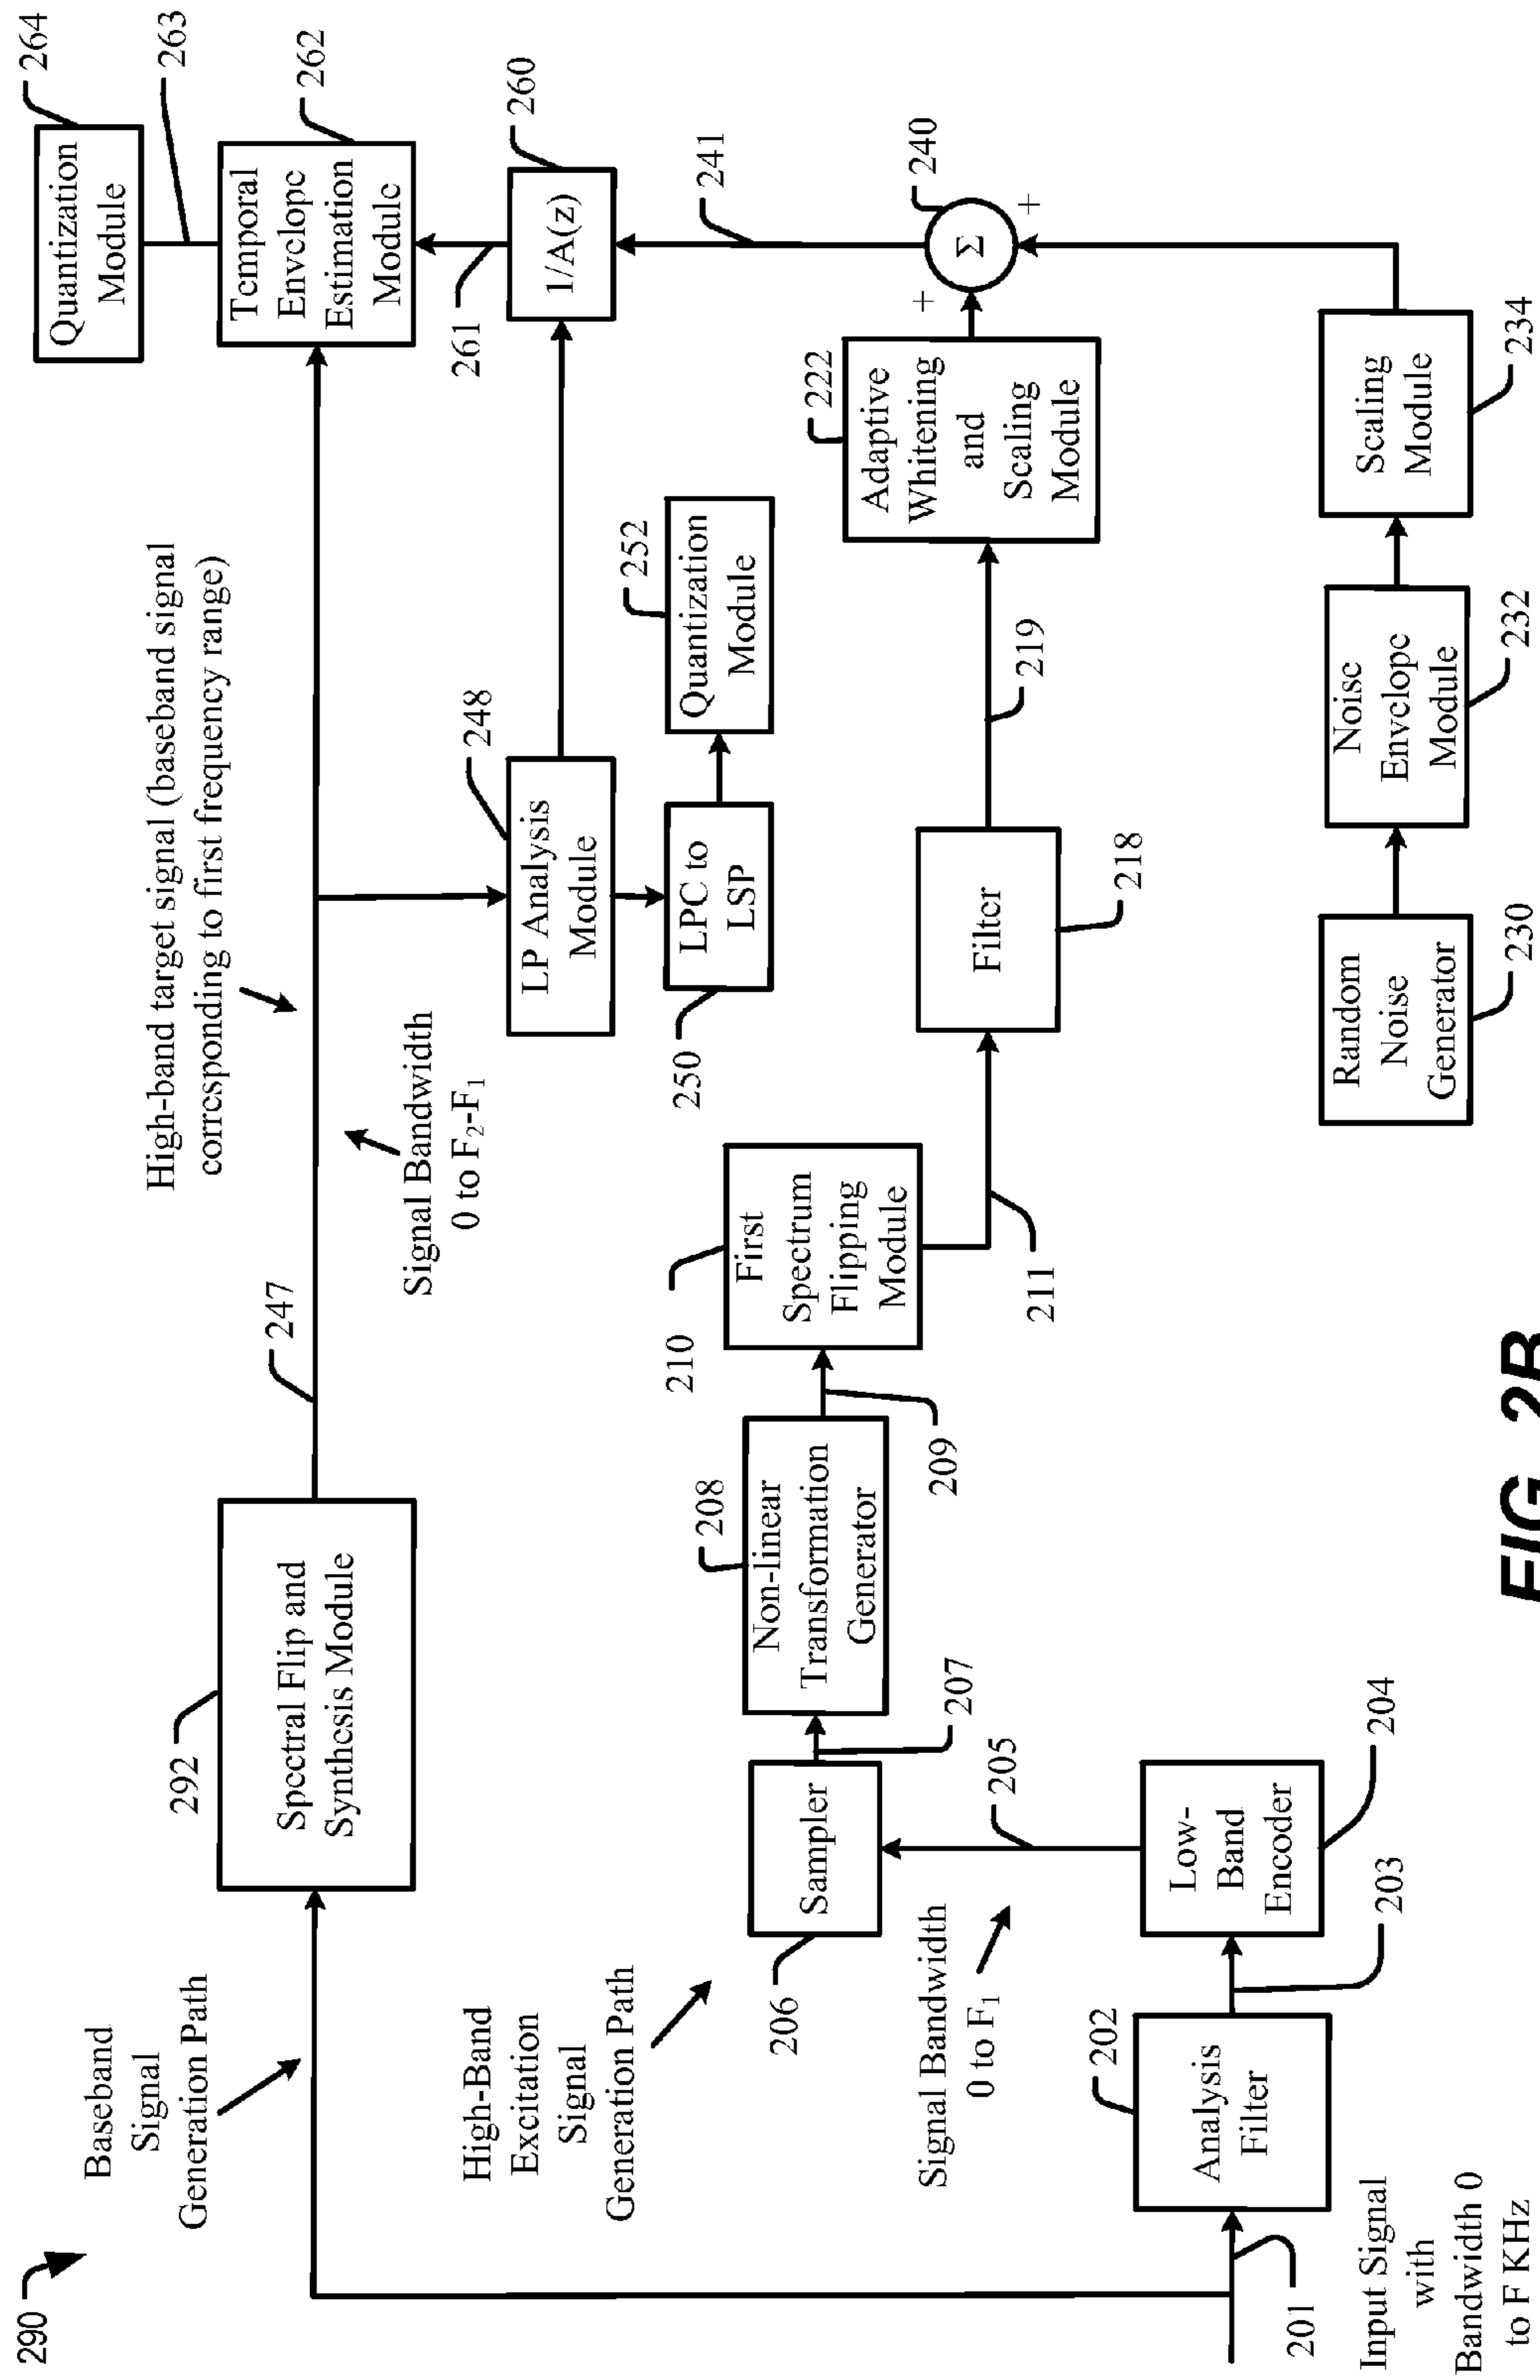 290
Baseband
Signal
Generation Path
292
Spectral Flip and
Synthesis Module
247
High-band target signal (baseband signal
corresponding to first frequency range)
Signal Bandwidth
0 to F₂-F₁
Quantization
Module
264
263
Temporal
Envelope
Estimation
Module
262
261
1/A(z)
260
LP Analysis
Module
248
LPC to
LSP
250
Quantization
Module
252
241
Σ
240
+
+
High-Band
Excitation
Signal
Generation Path
Sampler
206
207
Non-linear
Transformation
Generator
208
209
First
Spectrum
Flipping
Module
210
211
Filter
218
219
Adaptive
Whitening
and
Scaling
Module
222
Signal Bandwidth
0 to F₁
205
Low-
Band
Encoder
204
203
Analysis
Filter
202
201
Input Signal
with
Bandwidth 0
to F KHz
Random
Noise
Generator
230
Noise
Envelope
Module
232
Scaling
Module
234
FIG. 2B